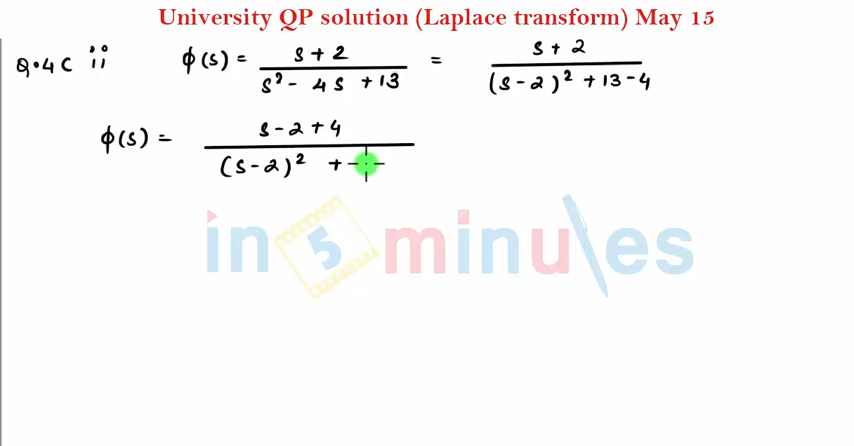 University QP solution (Laplace transform) May 15
Q.4C ii φ(s) = s+2 / s² - 4s +13 = s+2 / (s-2)² +13-4
φ(s) = s-2+4 / (s-2)² +
in 5 minutes